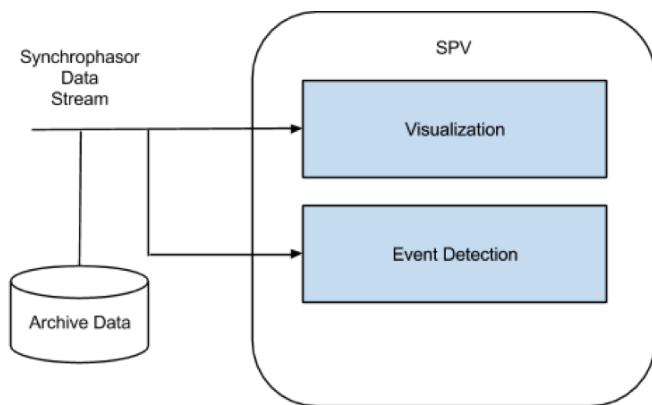 Synchrophasor
Data
Stream
SPV
Visualization
Event Detection
Archive Data